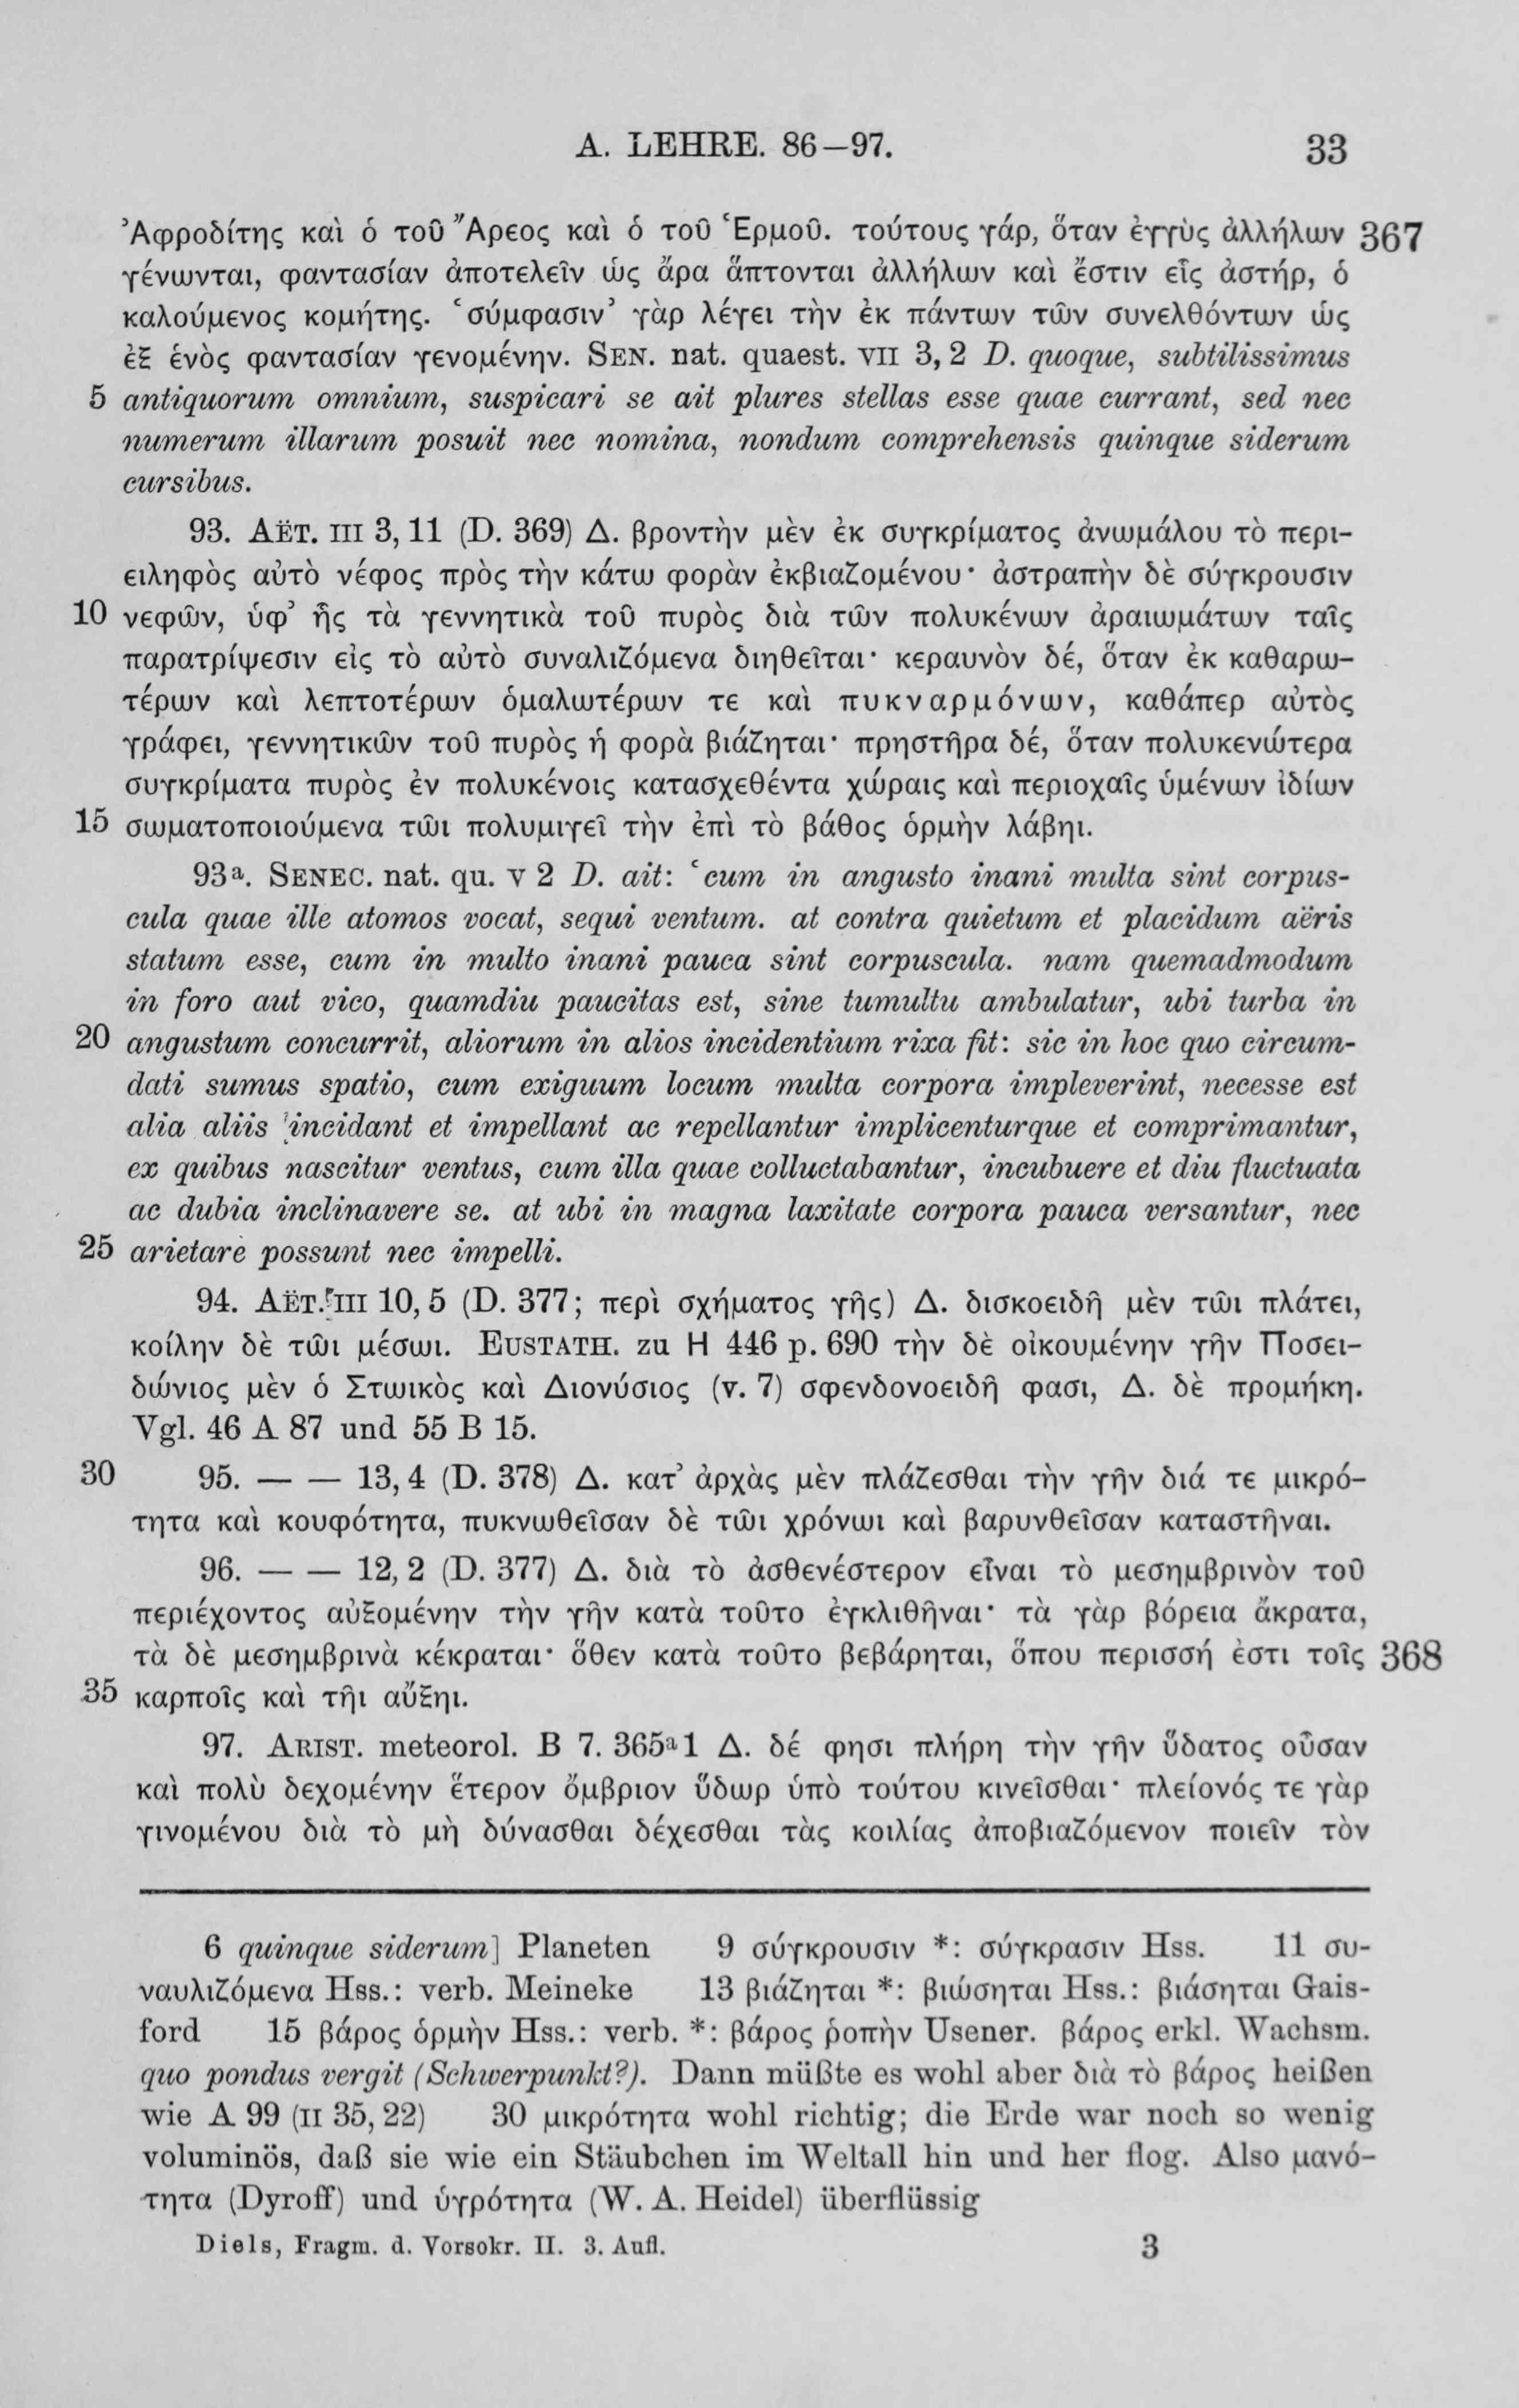 A. LEHRE. 86–97. 33
Ἀφροδίτης καὶ ὁ τοῦ Ἄρεος καὶ ὁ τοῦ Ἑρμοῦ. τούτους γάρ, ὅταν ἐγγὺς ἀλλήλων 367
γένωνται, φαντασίαν ἀποτελεῖν ὡς ἄρα ἅπτονται ἀλλήλων καὶ ἔστιν εἷς ἀστήρ, ὁ
καλούμενος κομήτης. ‘σύμφασιν’ γὰρ λέγει τὴν ἐκ πάντων τῶν συνελθόντων ὡς
ἐξ ἑνὸς φαντασίαν γενομένην. SEN. nat. quaest. VII 3, 2 D. quoque, subtilissimus
5 antiquorum omnium, suspicari se ait plures stellas esse quae currant, sed nec
numerum illarum posuit nec nomina, nondum comprehensis quinque siderum
cursibus.
93. AËT. III 3, 11 (D. 369) Δ. βροντὴν μὲν ἐκ συγκρίματος ἀνωμάλου τὸ περι-
ειληφὸς αὐτὸ νέφος πρὸς τὴν κάτω φορὰν ἐκβιαζομένου· ἀστραπὴν δὲ σύγκρουσιν
10 νεφῶν, ὑφ’ ἧς τὰ γεννητικὰ τοῦ πυρὸς διὰ τῶν πολυκένων ἀραιωμάτων ταῖς
παρατρίψεσιν εἰς τὸ αὐτὸ συναλιζόμενα διηθεῖται· κεραυνὸν δέ, ὅταν ἐκ καθαρω-
τέρων καὶ λεπτοτέρων ὁμαλωτέρων τε καὶ πυκναρμόνων, καθάπερ αὐτὸς
γράφει, γεννητικῶν τοῦ πυρὸς ἡ φορὰ βιάζηται· πρηστῆρα δέ, ὅταν πολυκενώτερα
συγκρίματα πυρὸς ἐν πολυκένοις κατασχεθέντα χώραις καὶ περιοχαῖς ὑμένων ἰδίων
15 σωματοποιούμενα τῶι πολυμιγεῖ τὴν ἐπὶ τὸ βάθος ὁρμὴν λάβηι.
93ª. SENEC. nat. qu. V 2 D. ait: ‘cum in angusto inani multa sint corpus-
cula quae ille atomos vocat, sequi ventum. at contra quietum et placidum aëris
statum esse, cum in multo inani pauca sint corpuscula. nam quemadmodum
in foro aut vico, quamdiu paucitas est, sine tumultu ambulatur, ubi turba in
20 angustum concurrit, aliorum in alios incidentium rixa fit: sic in hoc quo circum-
dati sumus spatio, cum exiguum locum multa corpora impleverint, necesse est
alia aliis incidant et impellant ac repellantur implicenturque et comprimantur,
ex quibus nascitur ventus, cum illa quae colluctabantur, incubuere et diu fluctuata
ac dubia inclinavere se. at ubi in magna laxitate corpora pauca versantur, nec
25 arietare possunt nec impelli.
94. AËT. III 10, 5 (D. 377; περὶ σχήματος γῆς) Δ. δισκοειδῆ μὲν τῶι πλάτει,
κοίλην δὲ τῶι μέσωι. EUSTATH. zu H 446 p. 690 τὴν δὲ οἰκουμένην γῆν Ποσει-
δώνιος μὲν ὁ Στωικὸς καὶ Διονύσιος (v. 7) σφενδονοειδῆ φασι, Δ. δὲ προμήκη.
Vgl. 46 A 87 und 55 B 15.
30 95. — — 13, 4 (D. 378) Δ. κατ’ ἀρχὰς μὲν πλάζεσθαι τὴν γῆν διά τε μικρό-
τητα καὶ κουφότητα, πυκνωθεῖσαν δὲ τῶι χρόνωι καὶ βαρυνθεῖσαν καταστῆναι.
96. — — 12, 2 (D. 377) Δ. διὰ τὸ ἀσθενέστερον εἶναι τὸ μεσημβρινὸν τοῦ
περιέχοντος αὐξομένην τὴν γῆν κατὰ τοῦτο ἐγκλιθῆναι· τὰ γὰρ βόρεια ἄκρατα,
τὰ δὲ μεσημβρινὰ κέκραται· ὅθεν κατὰ τοῦτο βεβάρηται, ὅπου περισσή ἐστι τοῖς 368
35 καρποῖς καὶ τῆι αὔξηι.
97. ARIST. meteorol. B 7. 365ª1 Δ. δέ φησι πλήρη τὴν γῆν ὕδατος οὖσαν
καὶ πολὺ δεχομένην ἕτερον ὄμβριον ὕδωρ ὑπὸ τούτου κινεῖσθαι· πλείονός τε γὰρ
γινομένου διὰ τὸ μὴ δύνασθαι δέχεσθαι τὰς κοιλίας ἀποβιαζόμενον ποιεῖν τὸν
6 quinque siderum] Planeten 9 σύγκρουσιν *: σύγκρασιν Hss. 11 συ-
ναυλιζόμενα Hss.: verb. Meineke 13 βιάζηται *: βιώσηται Hss.: βιάσηται Gais-
ford 15 βάρος ὁρμὴν Hss.: verb. *: βάρος ῥοπὴν Usener. βάρος erkl. Wachsm.
quo pondus vergit (Schwerpunkt?). Dann müßte es wohl aber διὰ τὸ βάρος heißen
wie A 99 (II 35, 22) 30 μικρότητα wohl richtig; die Erde war noch so wenig
voluminös, daß sie wie ein Stäubchen im Weltall hin und her flog. Also μανό-
τητα (Dyroff) und ὑγρότητα (W. A. Heidel) überflüssig
Diels, Fragm. d. Vorsokr. II. 3. Aufl. 3